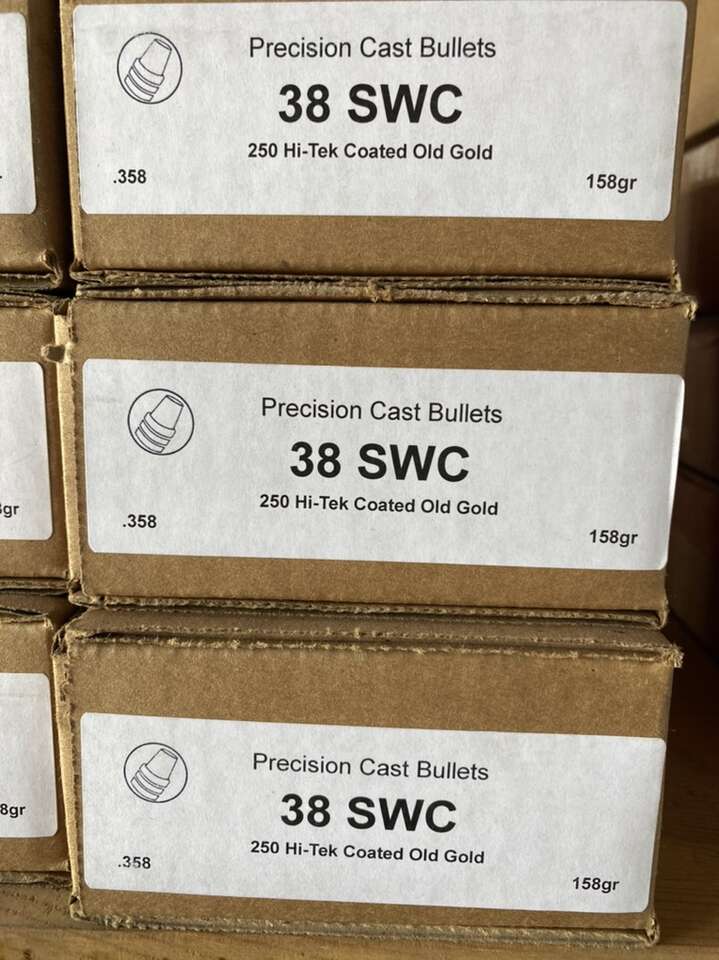 Precision Cast Bullets
38 SWC
250 Hi-Tek Coated Old Gold
.358
158gr
Precision Cast Bullets
38 SWC
250 Hi-Tek Coated Old Gold
.358
158gr
gr
Precision Cast Bullets
38 SWC
250 Hi-Tek Coated Old Gold
.358
158gr
8gr